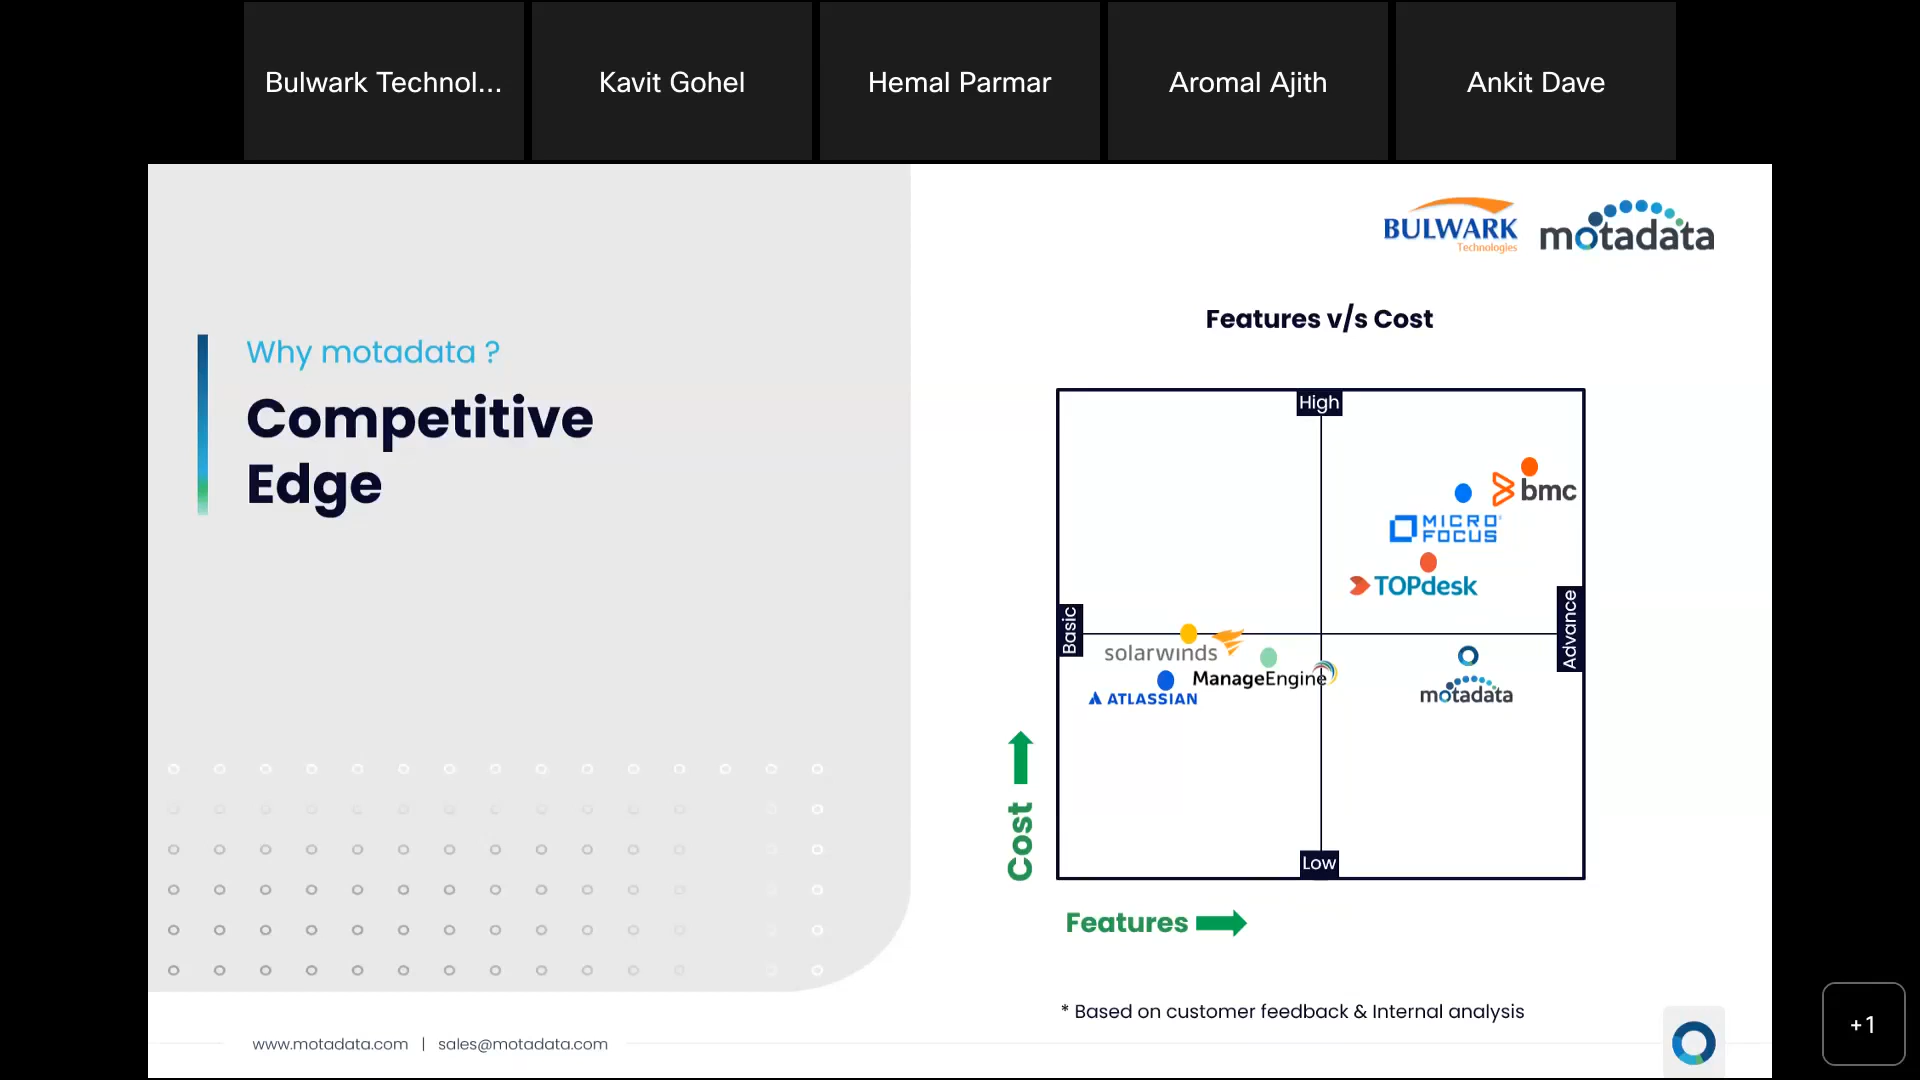 Bulwark Technol...
Kavit Gohel
Hemal Parmar
Aromal Ajith
Ankit Dave
BULWARK
Technologies
motadata
Why motadata ?
Competitive
Edge
Features v/s Cost
High
bmc
MICRO
FOCUS
TOPdesk
Basic
Advance
solarwinds
ManageEngine
ATLASSIAN
motadata
Low
Cost
Features
* Based on customer feedback & Internal analysis
www.motadata.com | sales@motadata.com
+1